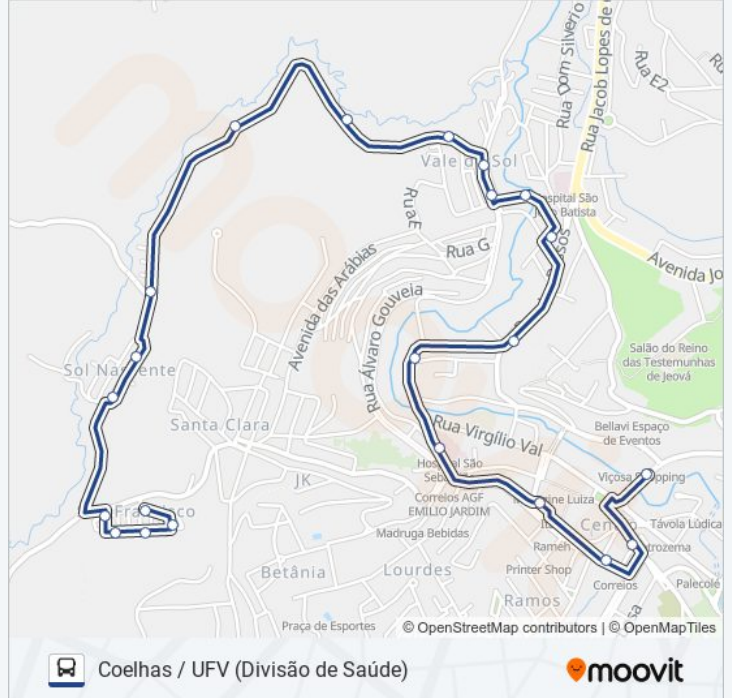 Rua Dom Silverio
Rua Jacob Lopes de
Rua E2
Vale do Sol
Hospital São
João Batista
Rua E
Rua G
Avenida das Arábias
Rua Álvaro Gouveia
Avenida Jo
Salão do Reino
das Testemunhas
de Jeová
Sol Nascente
Santa Clara
Rua Virgílio Val
Bellavi Espaço
de Eventos
JK
Hospital São
Correios AGF
EMILIO JARDIM
Viçosa Shopping
Luiza
Centro
Távola Lúdica
Madruga Bebidas
Rameh
Printer Shop
Betânia
Lourdes
Correios
Palecole
Ramos
Praça de Esportes
© OpenStreetMap contributors | © OpenMapTiles
Coelhas / UFV (Divisão de Saúde)
moovit